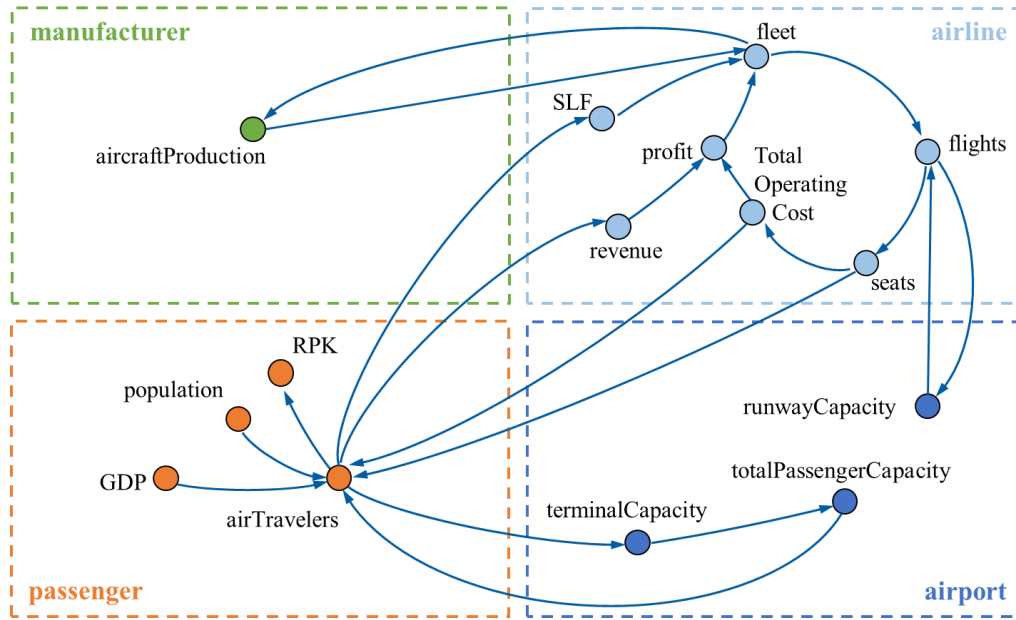 manufacturer
aircraftProduction
airline
fleet
SLF
profit
Total
Operating
Cost
flights
revenue
seats
RPK
population
GDP
airTravelers
passenger
runwayCapacity
totalPassengerCapacity
terminalCapacity
airport